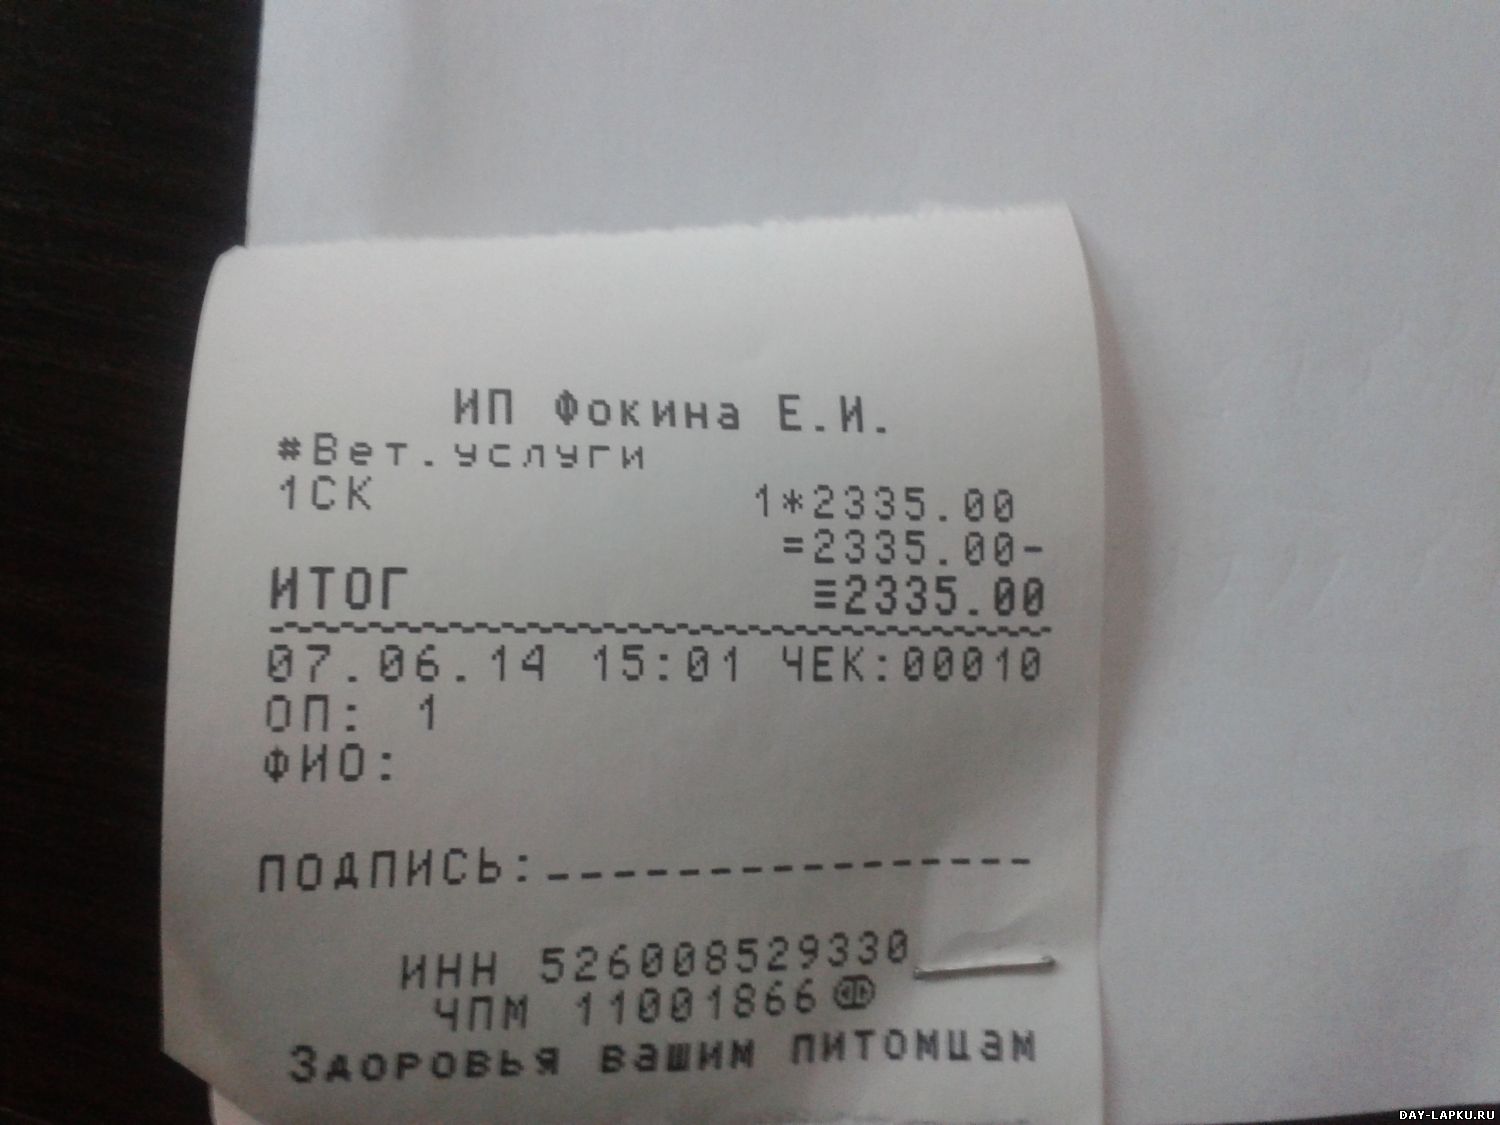 ИП Фокина Е.И.
#Вет.услуги
1СК 1*2335.00
=2335.00-
ИТОГ ≡2335.00
07.06.14 15:01 ЧЕК:00010
ОП: 1
ФИО:
ПОДПИСЬ:_________________
ИНН 526008529330
ЧПМ 11001866
Здоровья вашим питомцам
DAY-LAPKU.RU